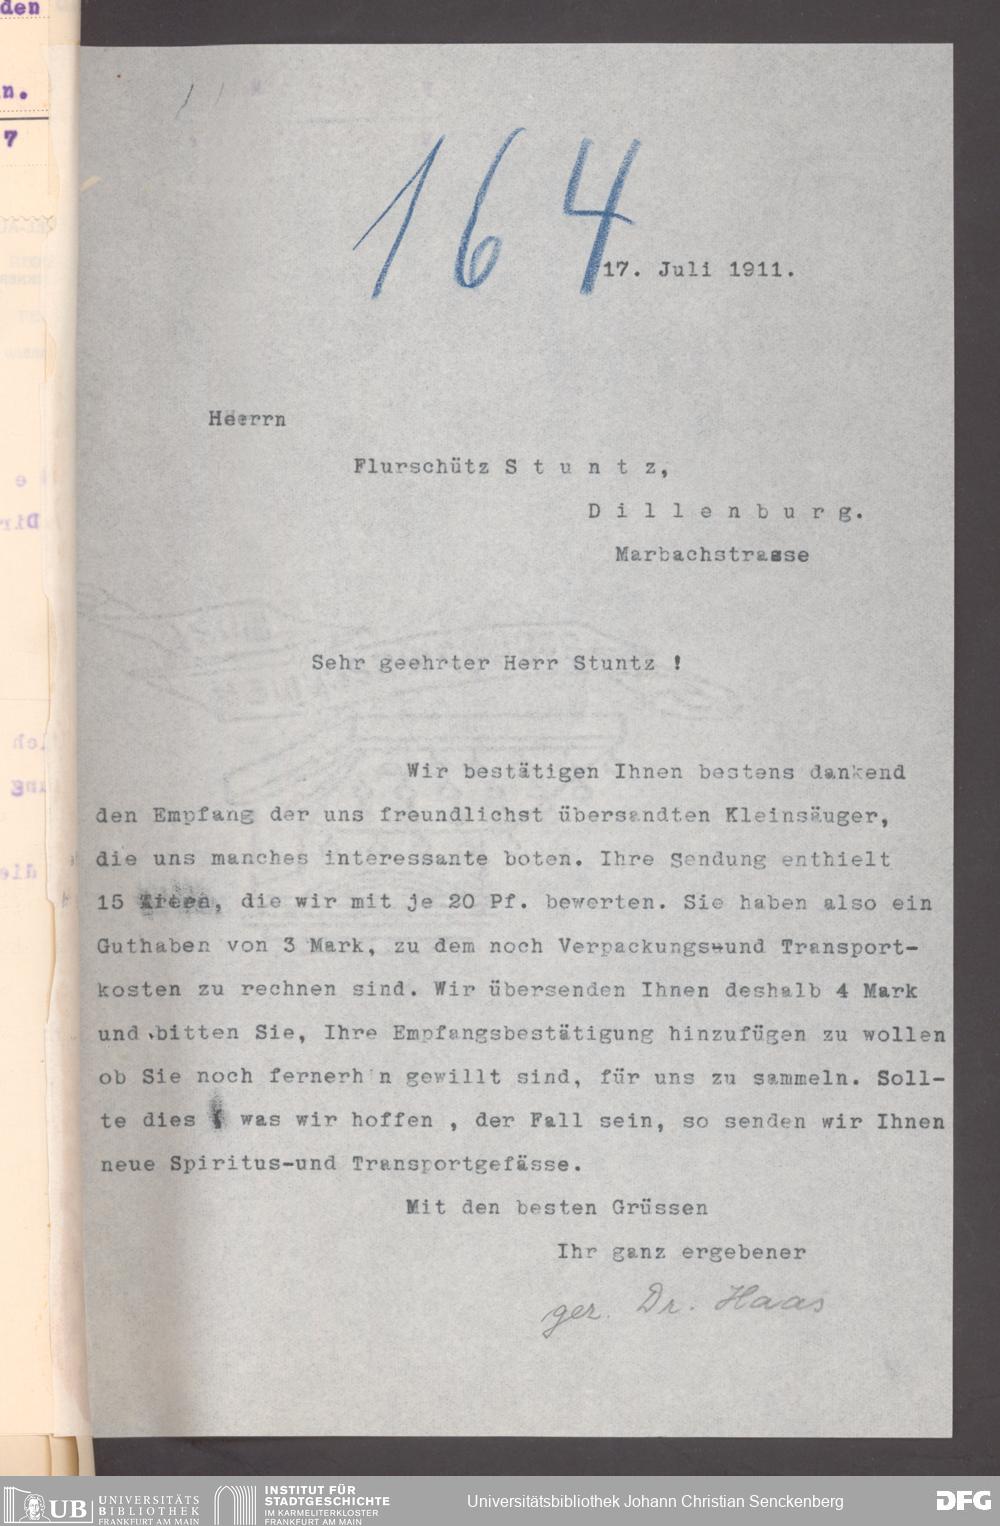 den
n.
7
164
17. Juli 1911.
Heerrn
Flurschütz S t u n t z,
D i l l e n b u r g.
Marbachstrasse
Sehr geehrter Herr Stuntz !
Wir bestätigen Ihnen bestens dankend
den Empfang der uns freundlichst übersandten Kleinsäuger,
die uns manches interessante boten. Ihre Sendung enthielt
15 Arten, die wir mit je 20 Pf. bewerten. Sie haben also ein
Guthaben von 3 Mark, zu dem noch Verpackungs-und Transport-
kosten zu rechnen sind. Wir übersenden Ihnen deshalb 4 Mark
und bitten Sie, Ihre Empfangsbestätigung hinzufügen zu wollen
ob Sie noch fernerhin gewillt sind, für uns zu sammeln. Soll-
te dies ( was wir hoffen , der Fall sein, so senden wir Ihnen
neue Spiritus-und Transportgefässe.
Mit den besten Grüssen
Ihr ganz ergebener
gez. Dr. Haas
UB UNIVERSITÄTS
BIBLIOTHEK
FRANKFURT AM MAIN
INSTITUT FÜR
STADTGESCHICHTE
IM KARMELITERKLOSTER
FRANKFURT AM MAIN
Universitätsbibliothek Johann Christian Senckenberg
DFG